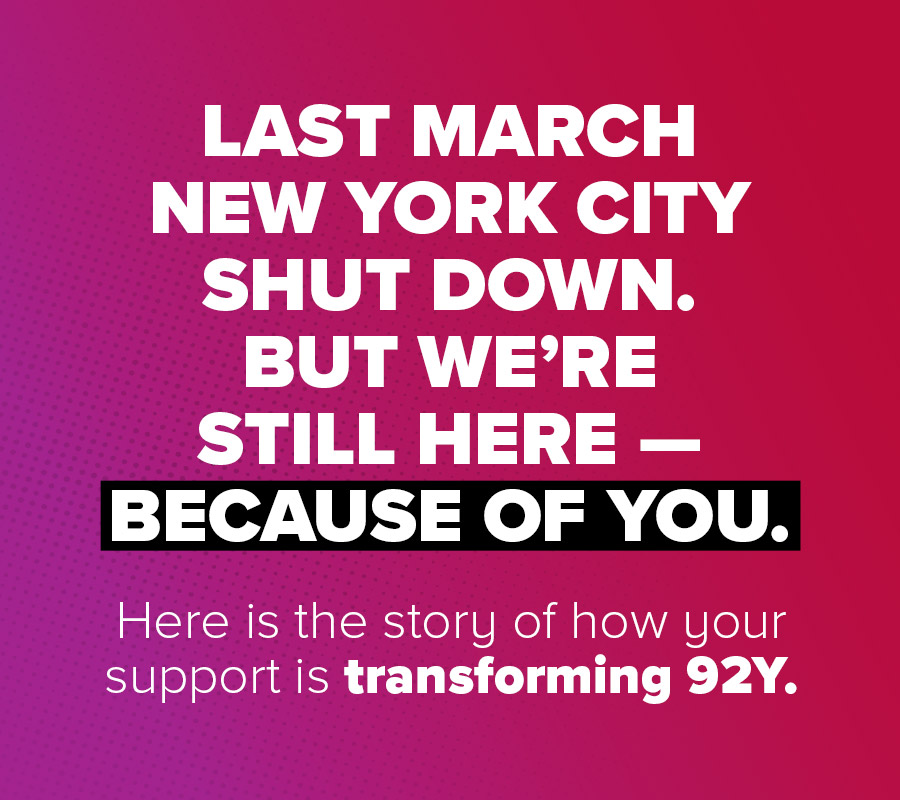 LAST MARCH
NEW YORK CITY
SHUT DOWN.
BUT WE’RE
STILL HERE —
BECAUSE OF YOU.
Here is the story of how your
support is transforming 92Y.